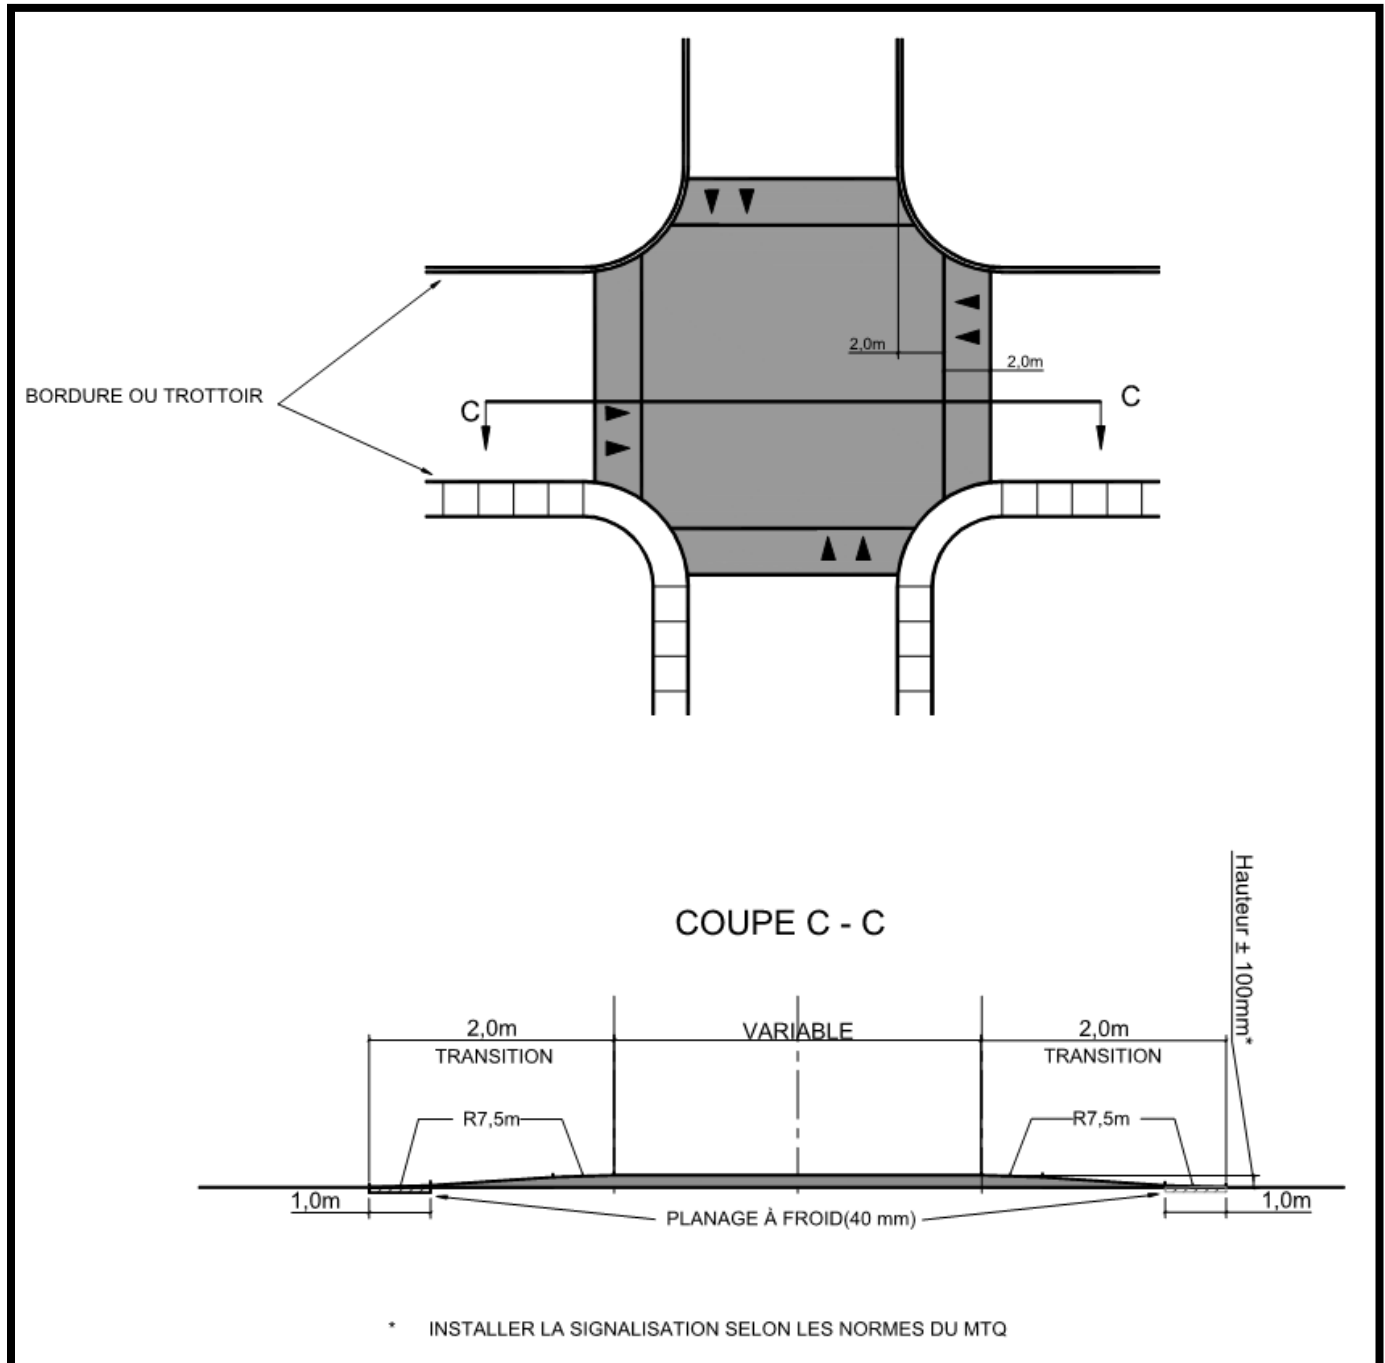 2,0m
2,0m
BORDURE OU TROTTOIR
C
C
COUPE C - C
Hauteur ± 100mm*
2,0m
VARIABLE
2,0m
TRANSITION
TRANSITION
R7,5m
R7,5m
1,0m
1,0m
PLANAGE À FROID(40 mm)
* INSTALLER LA SIGNALISATION SELON LES NORMES DU MTQ